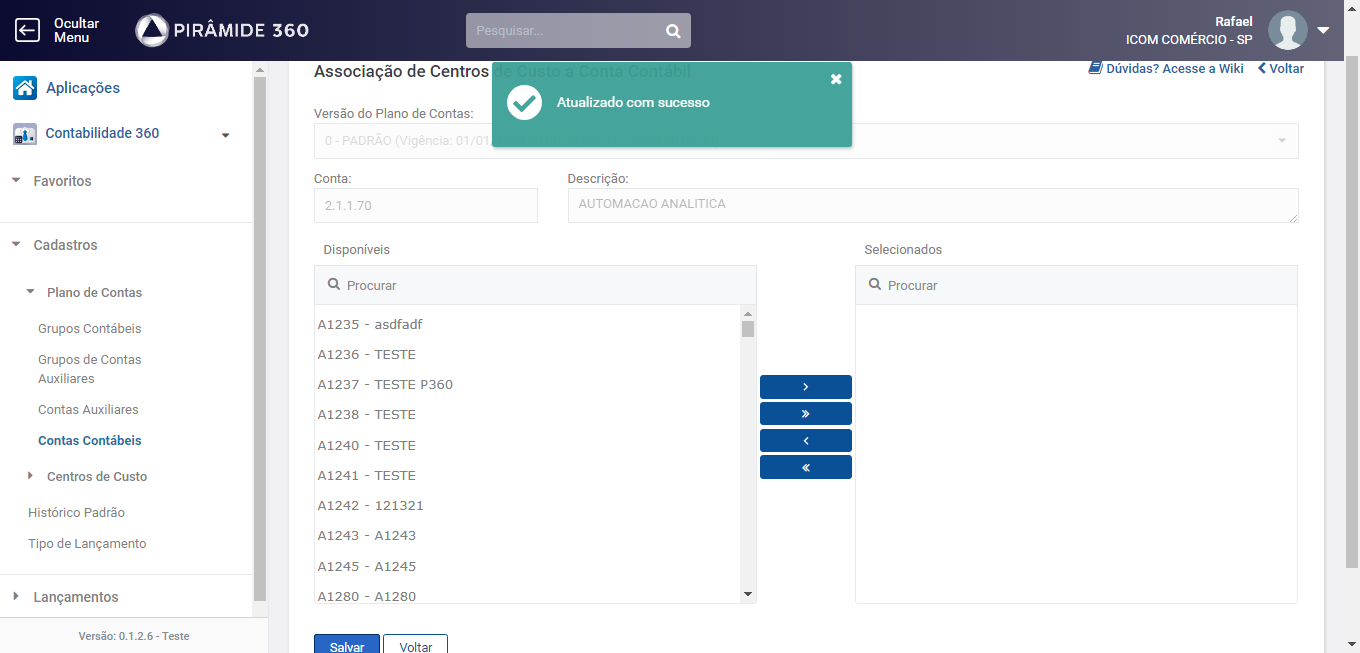 Ocultar
Menu
PIRÂMIDE 360
Pesquisar...
Rafael
ICOM COMÉRCIO - SP
Aplicações
Contabilidade 360
Favoritos
Cadastros
Plano de Contas
Grupos Contábeis
Grupos de Contas
Auxiliares
Contas Auxiliares
Contas Contábeis
Centros de Custo
Histórico Padrão
Tipo de Lançamento
Lançamentos
Versão: 0.1.2.6 - Teste
Associação de Centros de Custo a Conta Contábil
Dúvidas? Acesse a Wiki
Voltar
Atualizado com sucesso
Versão do Plano de Contas:
0 - PADRÃO (Vigência: 01/01
Conta:
Descrição:
2.1.1.70
AUTOMACAO ANALITICA
Disponíveis
Procurar
A1235 - asdfadf
A1236 - TESTE
A1237 - TESTE P360
A1238 - TESTE
A1240 - TESTE
A1241 - TESTE
A1242 - 121321
A1243 - A1243
A1245 - A1245
A1280 - A1280
Selecionados
Procurar
Salvar
Voltar